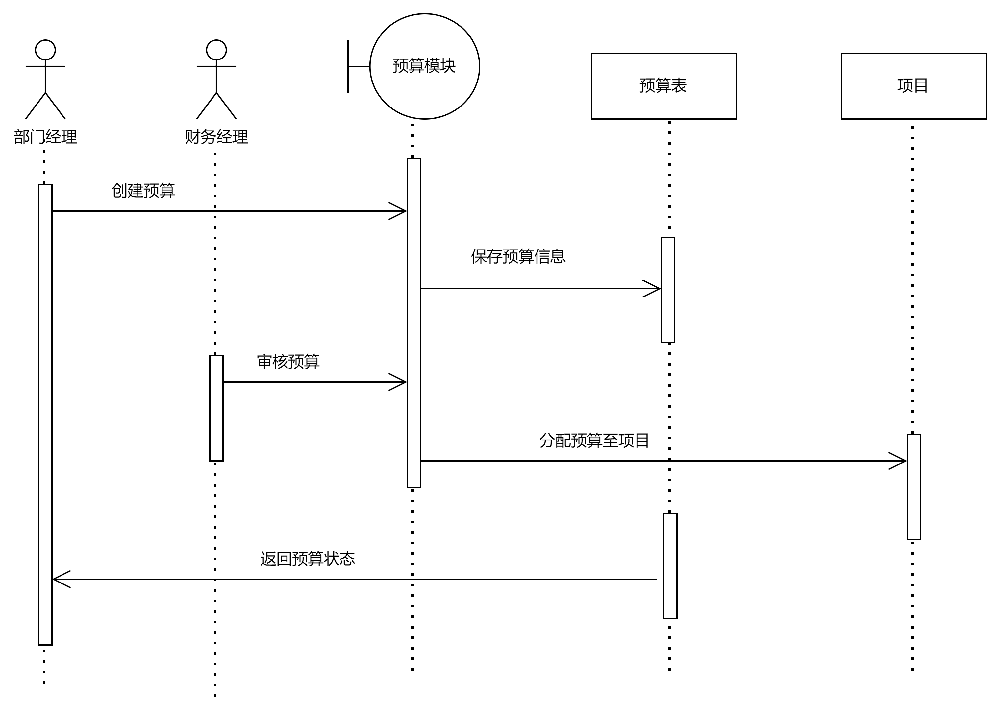 预算模块
预算表
项目
部门经理
财务经理
创建预算
保存预算信息
审核预算
分配预算至项目
返回预算状态